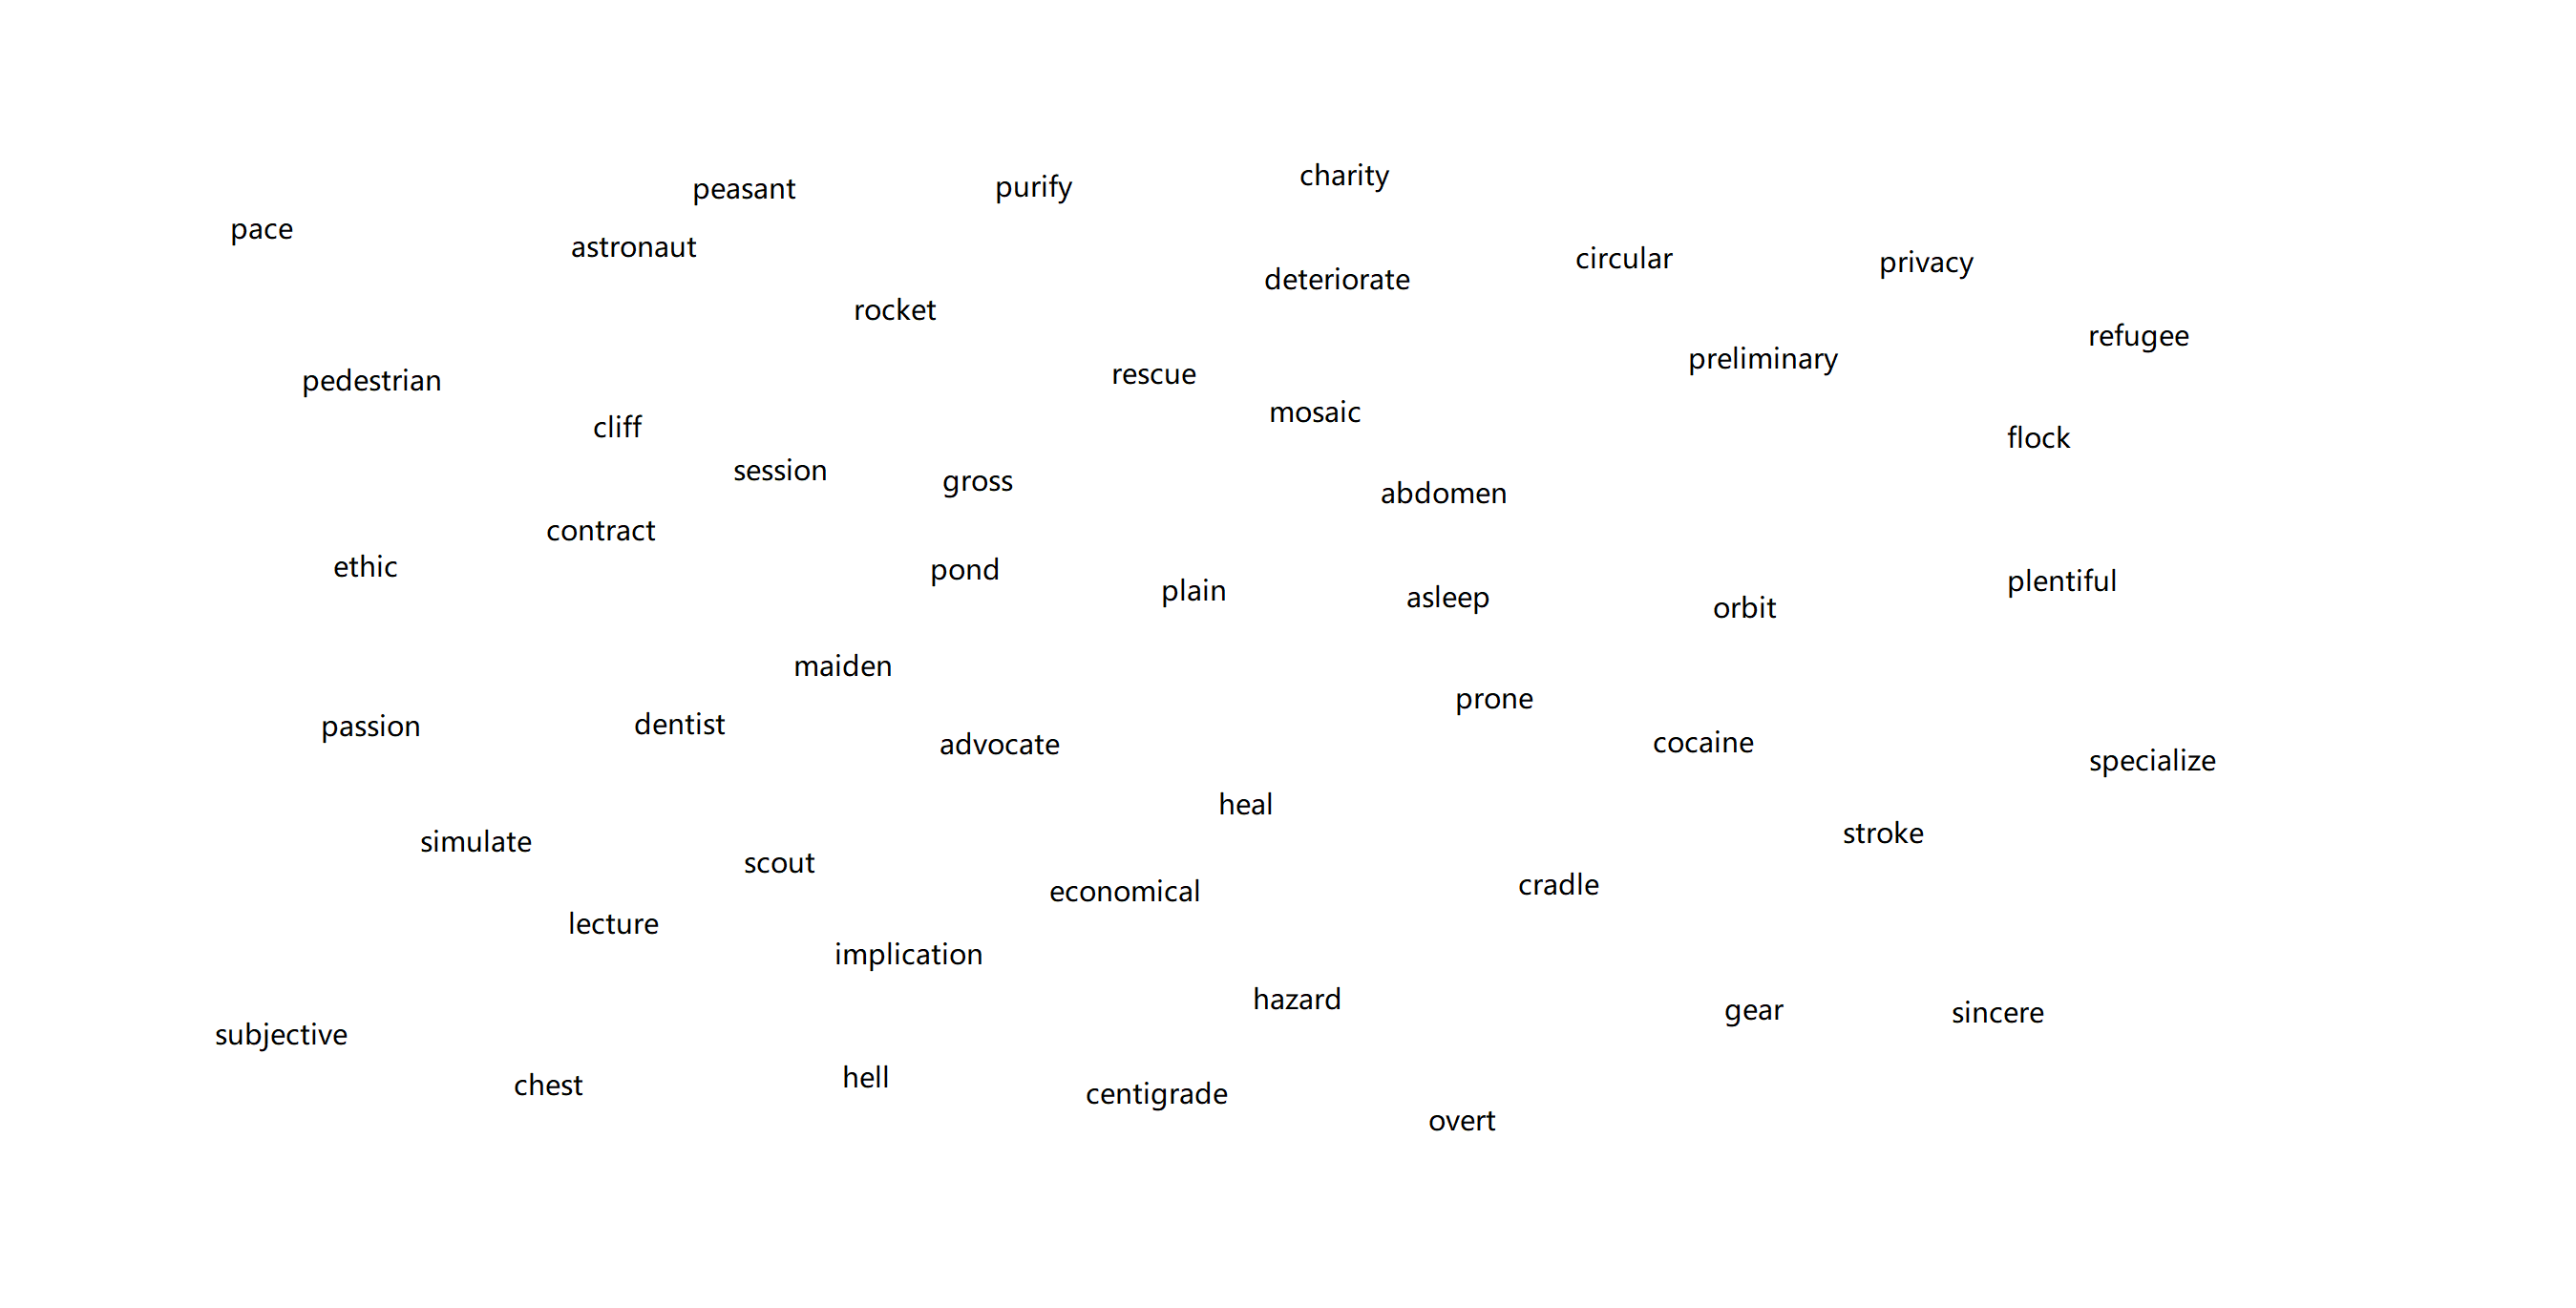 charity
peasant
purify
pace
astronaut
circular
privacy
deteriorate
rocket
refugee
preliminary
rescue
pedestrian
mosaic
cliff
flock
session
gross
abdomen
contract
ethic
pond
plentiful
plain
asleep
orbit
maiden
prone
passion
dentist
advocate
cocaine
specialize
heal
stroke
simulate
scout
cradle
economical
lecture
implication
hazard
gear
sincere
subjective
hell
chest
centigrade
overt